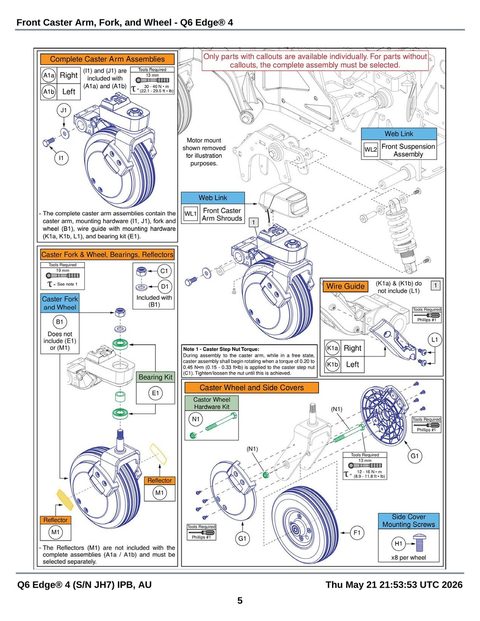 Front Caster Arm, Fork, and Wheel - Q6 Edge® 4
Complete Caster Arm Assemblies
A1a Right
A1b Left
(I1) and (J1) are
included with
(A1a) and (A1b)
Tools Required
13 mm
30 - 40 N • m
(22.1 - 29.5 ft • lb)
J1
I1
- The complete caster arm assemblies contain the
caster arm, mounting hardware (I1, J1), fork and
wheel (B1), wire guide with mounting hardware
(K1a, K1b, L1), and bearing kit (E1).
Only parts with callouts are available individually. For parts without
callouts, the complete assembly must be selected.
Motor mount
shown removed
for illustration
purposes.
Web Link
WL2 Front Suspension
Assembly
Web Link
WL1 Front Caster
Arm Shrouds
1
Caster Fork & Wheel, Bearings, Reflectors
Tools Required
19 mm
= See note 1
C1
D1
Included with
(B1)
Caster Fork
and Wheel
B1
Does not
include (E1)
or (M1)
Bearing Kit
E1
Reflector
M1
Reflector
M1
- The Reflectors (M1) are not included with the
complete assemblies (A1a / A1b) and must be
selected separately.
Wire Guide
(K1a) & (K1b) do
not include (L1)
1
Tools Required
Phillips #1
L1
K1a Right
K1b Left
Note 1 - Caster Step Nut Torque:
During assembly to the caster arm, while in a free state,
caster assembly shall begin rotating when a torque of 0.20 to
0.45 N•m (0.15 - 0.33 ft•lb) is applied to the caster step nut
(C1). Tighten/loosen the nut until this is achieved.
Caster Wheel and Side Covers
Caster Wheel
Hardware Kit
N1
(N1)
(N1)
Tools Required
Phillips #1
G1
Tools Required
13 mm
12 - 16 N • m
(8.9 - 11.8 ft • lb)
Tools Required
Phillips #1
G1
F1
Side Cover
Mounting Screws
H1
x8 per wheel
Q6 Edge® 4 (S/N JH7) IPB, AU
Thu May 21 21:53:53 UTC 2026
5